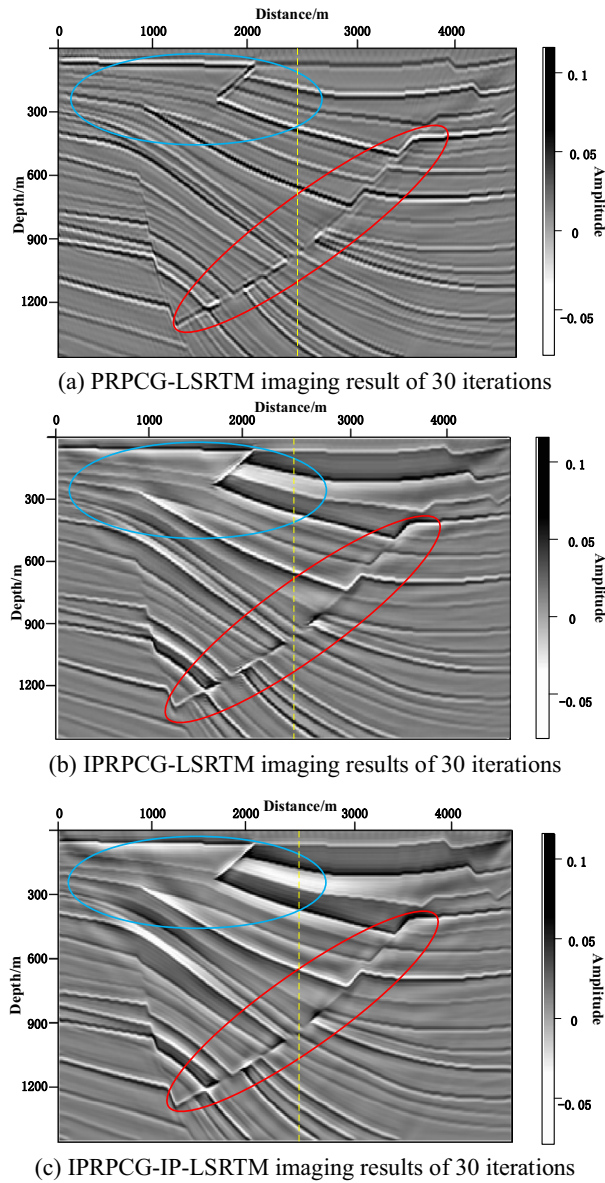 Distance/m
0 1000 2000 3000 4000
300
600
900
1200
Depth/m
0.1
0.05
0
-0.05
Amplitude
(a) PRPCG-LSRTM imaging result of 30 iterations
Distance/m
0 1000 2000 3000 4000
300
600
900
1200
Depth/m
0.1
0.05
0
-0.05
Amplitude
(b) IPRPCG-LSRTM imaging results of 30 iterations
0 1000 2000 Distance/m 3000 4000
300
600
900
1200
Depth/m
0.1
0.05
0
-0.05
Amplitude
(c) IPRPCG-IP-LSRTM imaging results of 30 iterations